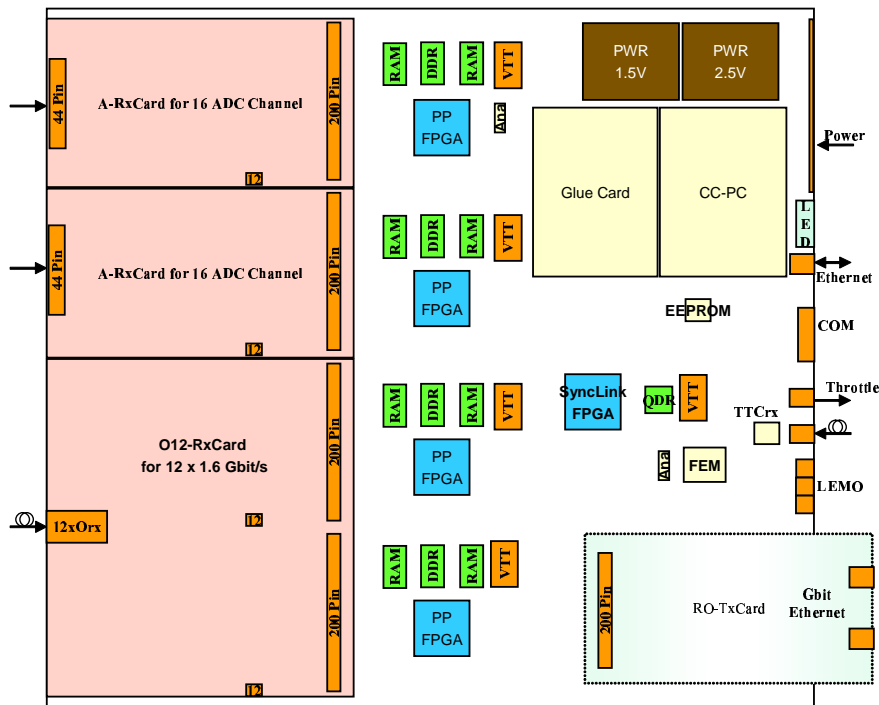 44 Pin
A-RxCard for 16 ADC Channel
12
200 Pin
RAM
DDR
RAM
VTT
PP
FPGA
Ana
PWR
1.5V
PWR
2.5V
Glue Card
CC-PC
Power
LED
Ethernet
44 Pin
A-RxCard for 16 ADC Channel
12
200 Pin
RAM
DDR
RAM
VTT
PP
FPGA
EEPROM
COM
O12-RxCard
for 12 x 1.6 Gbit/s
12xOrx
12
200 Pin
RAM
DDR
RAM
VTT
PP
FPGA
SyncLink
FPGA
QDR
VTT
Throttle
TTCrx
Ana
FEM
LEMO
12
200 Pin
RAM
DDR
RAM
VTT
PP
FPGA
200 Pin
RO-TxCard
Gbit
Ethernet